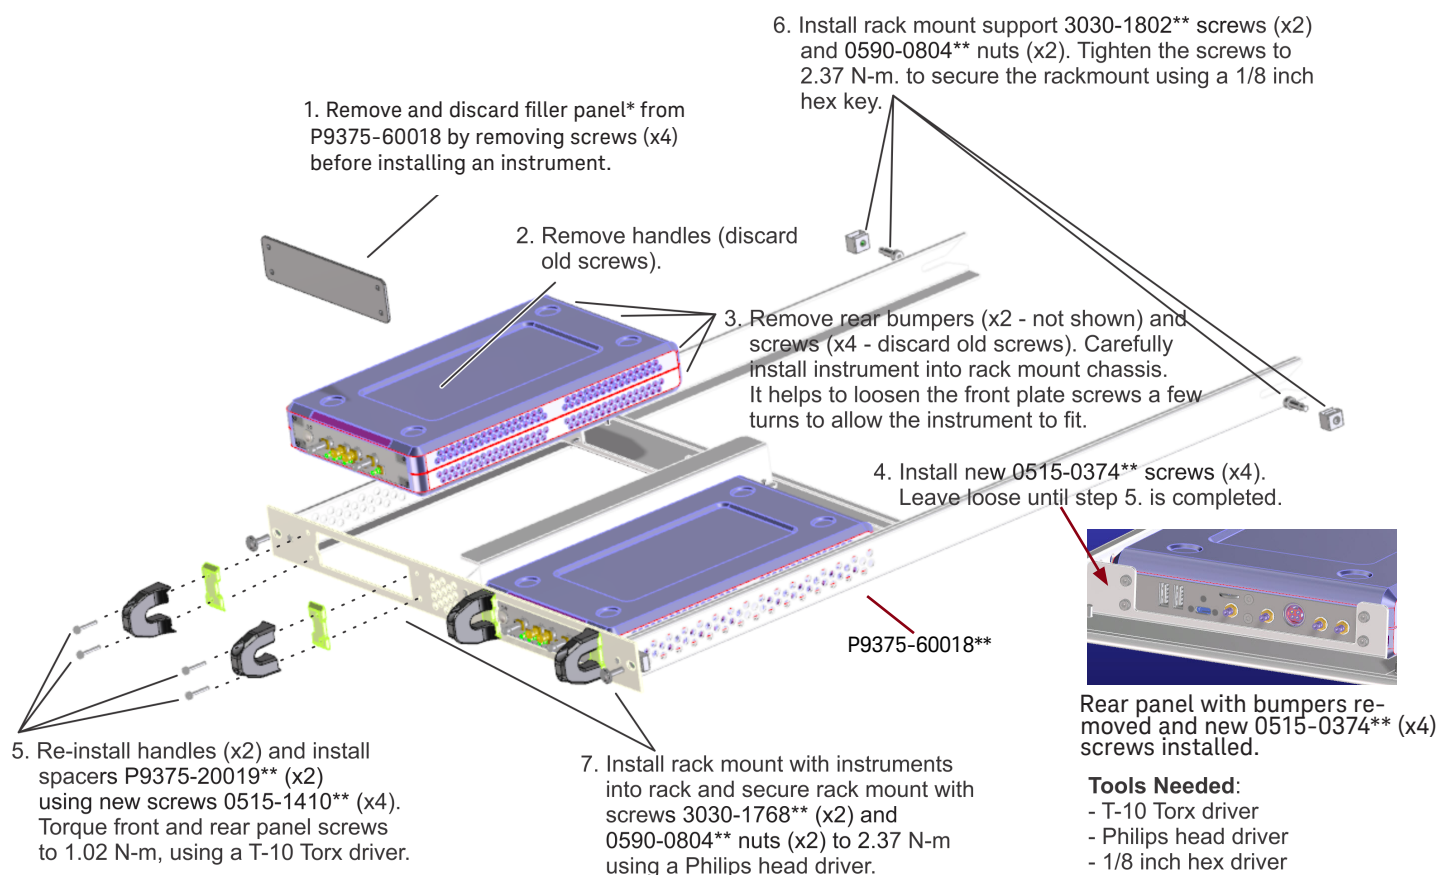 1. Remove and discard filler panel* from
P9375-60018 by removing screws (x4)
before installing an instrument.
2. Remove handles (discard
old screws).
6. Install rack mount support 3030-1802** screws (x2)
and 0590-0804** nuts (x2). Tighten the screws to
2.37 N-m. to secure the rackmount using a 1/8 inch
hex key.
3. Remove rear bumpers (x2 - not shown) and
screws (x4 - discard old screws). Carefully
install instrument into rack mount chassis.
It helps to loosen the front plate screws a few
turns to allow the instrument to fit.
4. Install new 0515-0374** screws (x4).
Leave loose until step 5. is completed.
P9375-60018**
Rear panel with bumpers re-
moved and new 0515-0374** (x4)
screws installed.
5. Re-install handles (x2) and install
spacers P9375-20019** (x2)
using new screws 0515-1410** (x4).
Torque front and rear panel screws
to 1.02 N-m, using a T-10 Torx driver.
7. Install rack mount with instruments
into rack and secure rack mount with
screws 3030-1768** (x2) and
0590-0804** nuts (x2) to 2.37 N-m
using a Philips head driver.
Tools Needed:
- T-10 Torx driver
- Philips head driver
- 1/8 inch hex driver